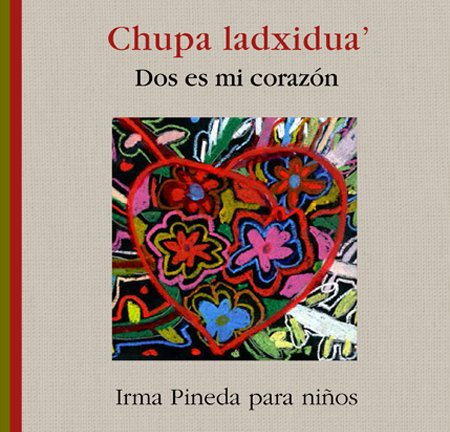 Chupa ladxidua’
Dos es mi corazón
Irma Pineda para niños